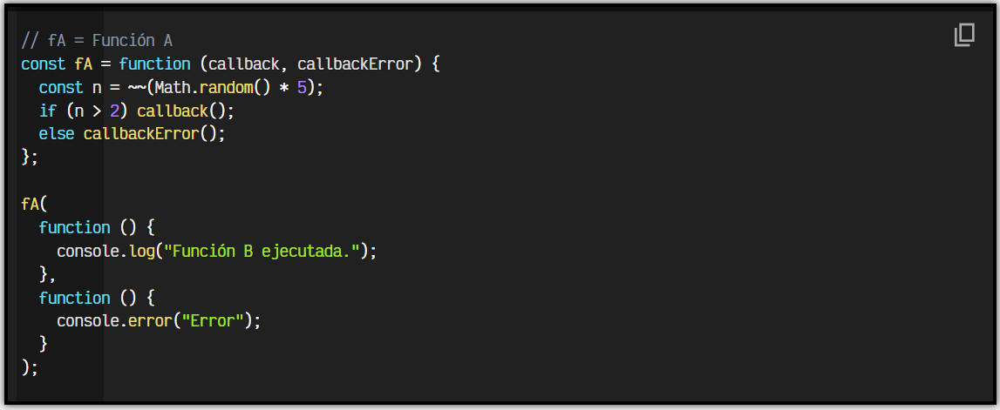 // fA = Función A
const fA = function (callback, callbackError) {
  const n = ~~(Math.random() * 5);
  if (n > 2) callback();
  else callbackError();
};

fA(
  function () {
    console.log("Función B ejecutada.");
  },
  function () {
    console.error("Error");
  }
);